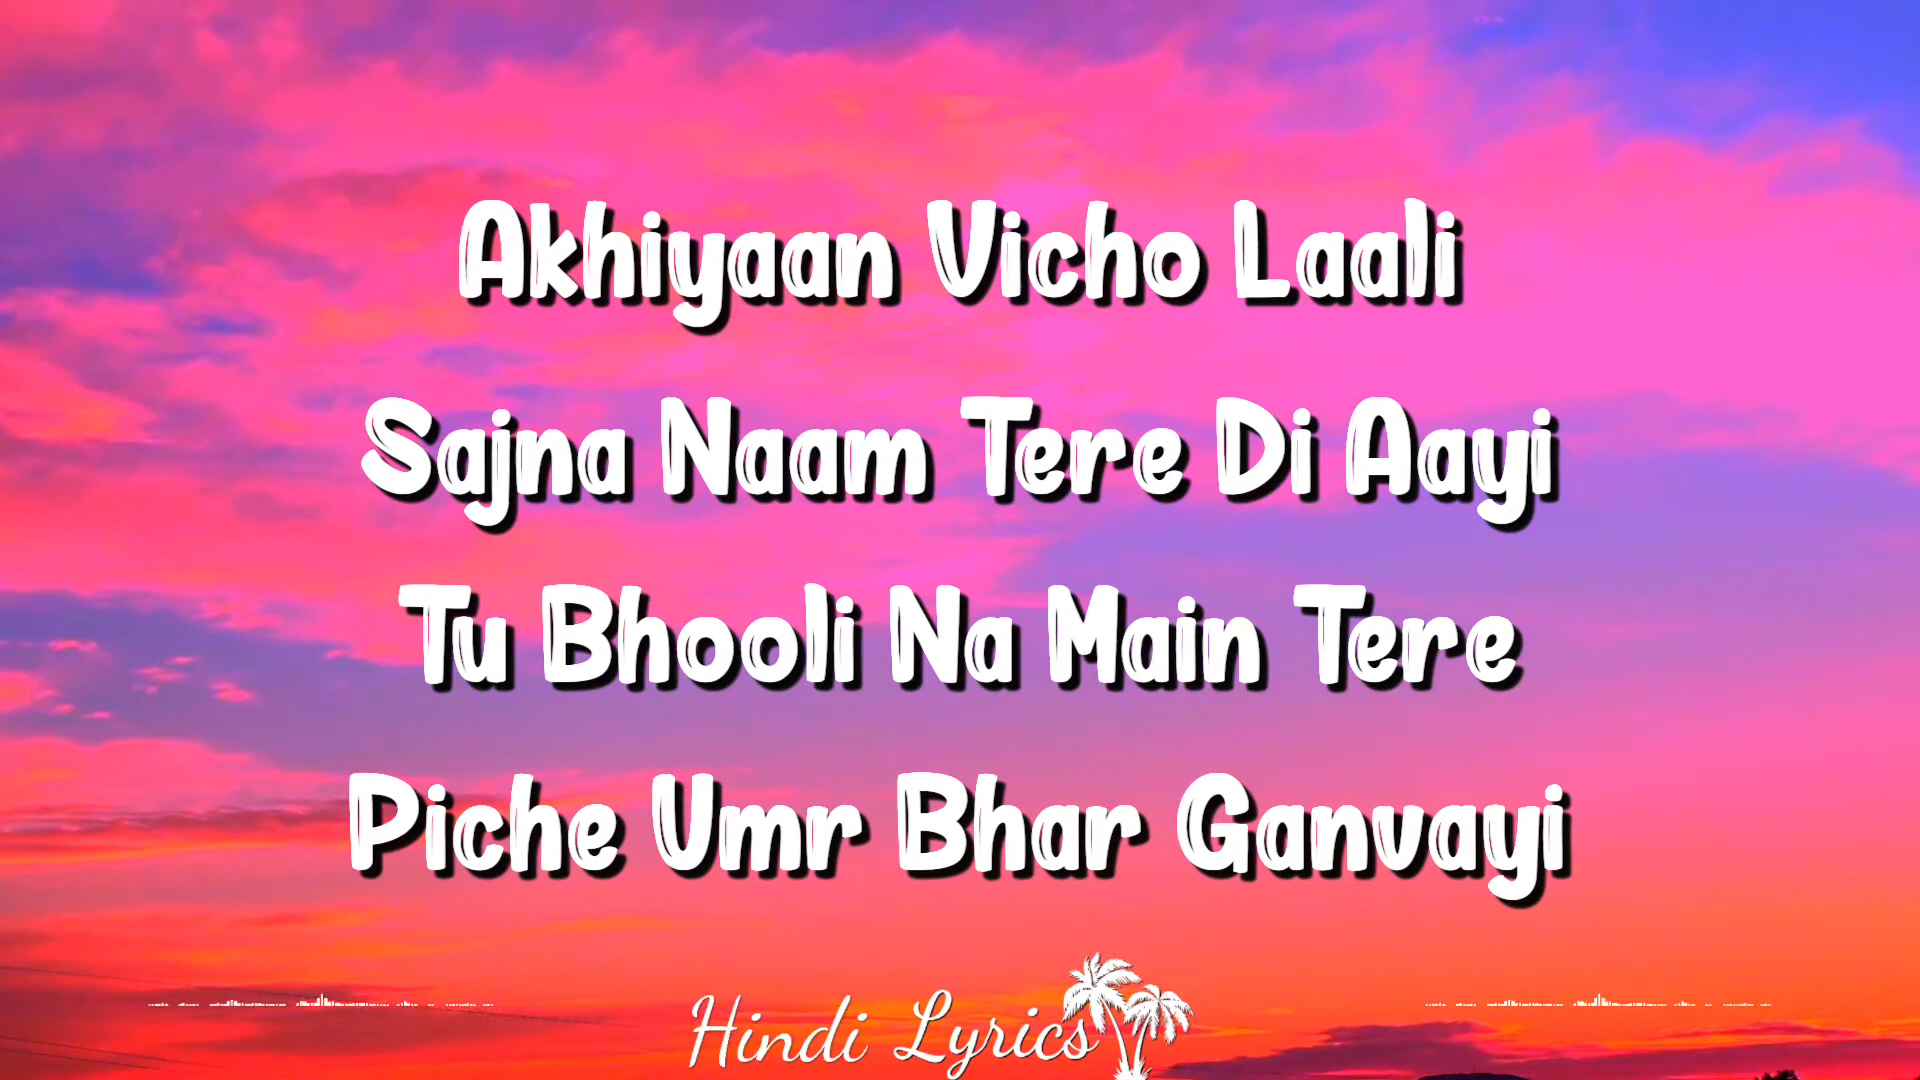 Akhiyaan Vicho Laali
Sajna Naam Tere Di Aayi
Tu Bhooli Na Main Tere
Piche Umr Bhar Ganvayi
Hindi Lyrics